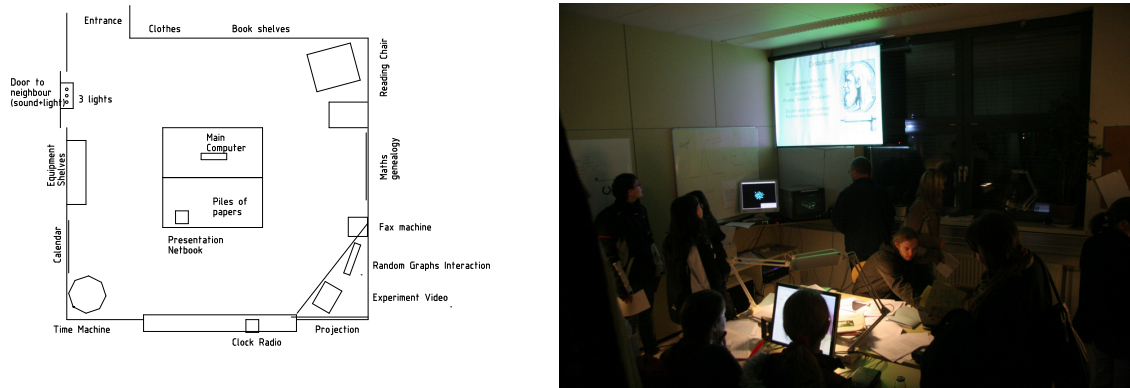 Entrance
Clothes
Book shelves
Reading Chair
Door to
neighbour
(sound+light)
3 lights
Main
Computer
Equipment
Shelves
Maths
genealogy
Piles of
papers
Calendar
Fax machine
Presentation
Netbook
Random Graphs Interaction
Experiment Video
Time Machine
Projection
Clock Radio